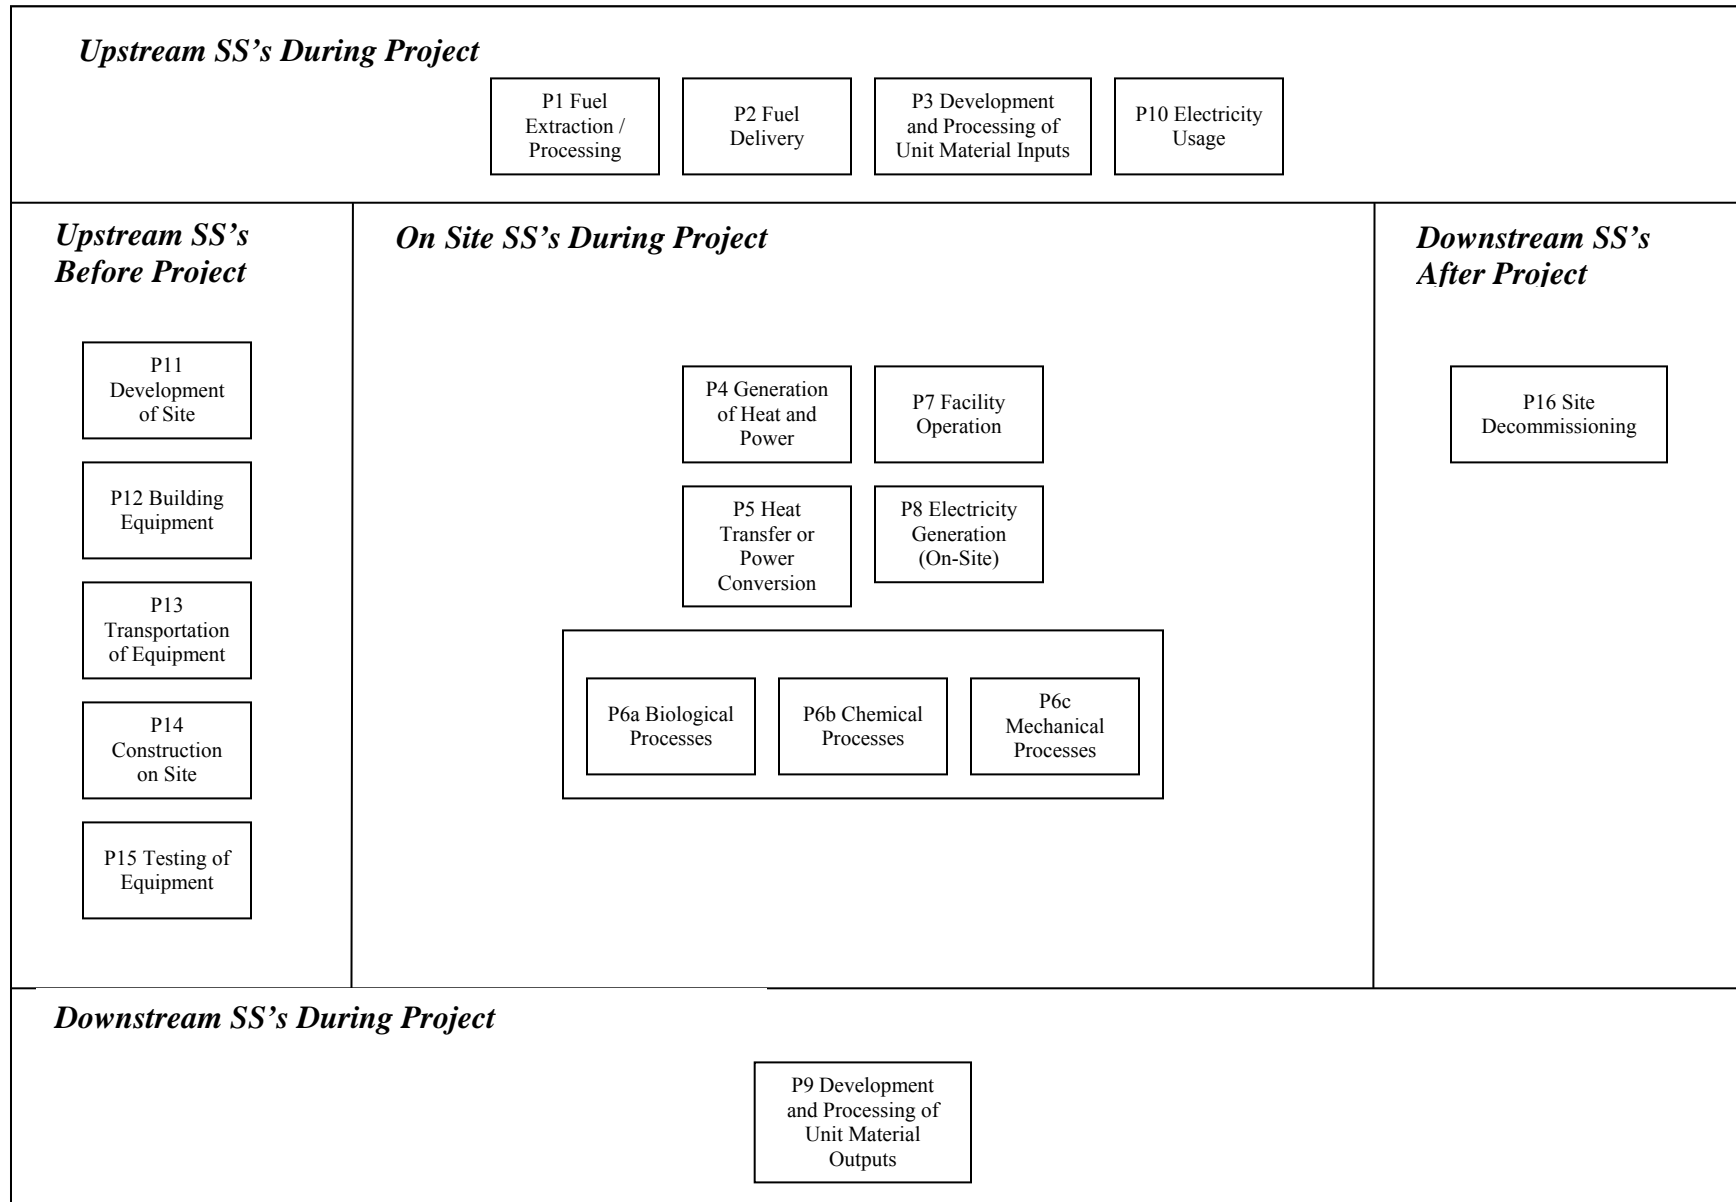 Upstream SS’s During Project
P1 Fuel
Extraction /
Processing
P2 Fuel
Delivery
P3 Development
and Processing of
Unit Material Inputs
P10 Electricity
Usage
Upstream SS’s
Before Project
P11
Development
of Site
P12 Building
Equipment
P13
Transportation
of Equipment
P14
Construction
on Site
P15 Testing of
Equipment
On Site SS’s During Project
P4 Generation
of Heat and
Power
P7 Facility
Operation
P5 Heat
Transfer or
Power
Conversion
P8 Electricity
Generation
(On-Site)
P6a Biological
Processes
P6b Chemical
Processes
P6c
Mechanical
Processes
Downstream SS’s
After Project
P16 Site
Decommissioning
Downstream SS’s During Project
P9 Development
and Processing of
Unit Material
Outputs